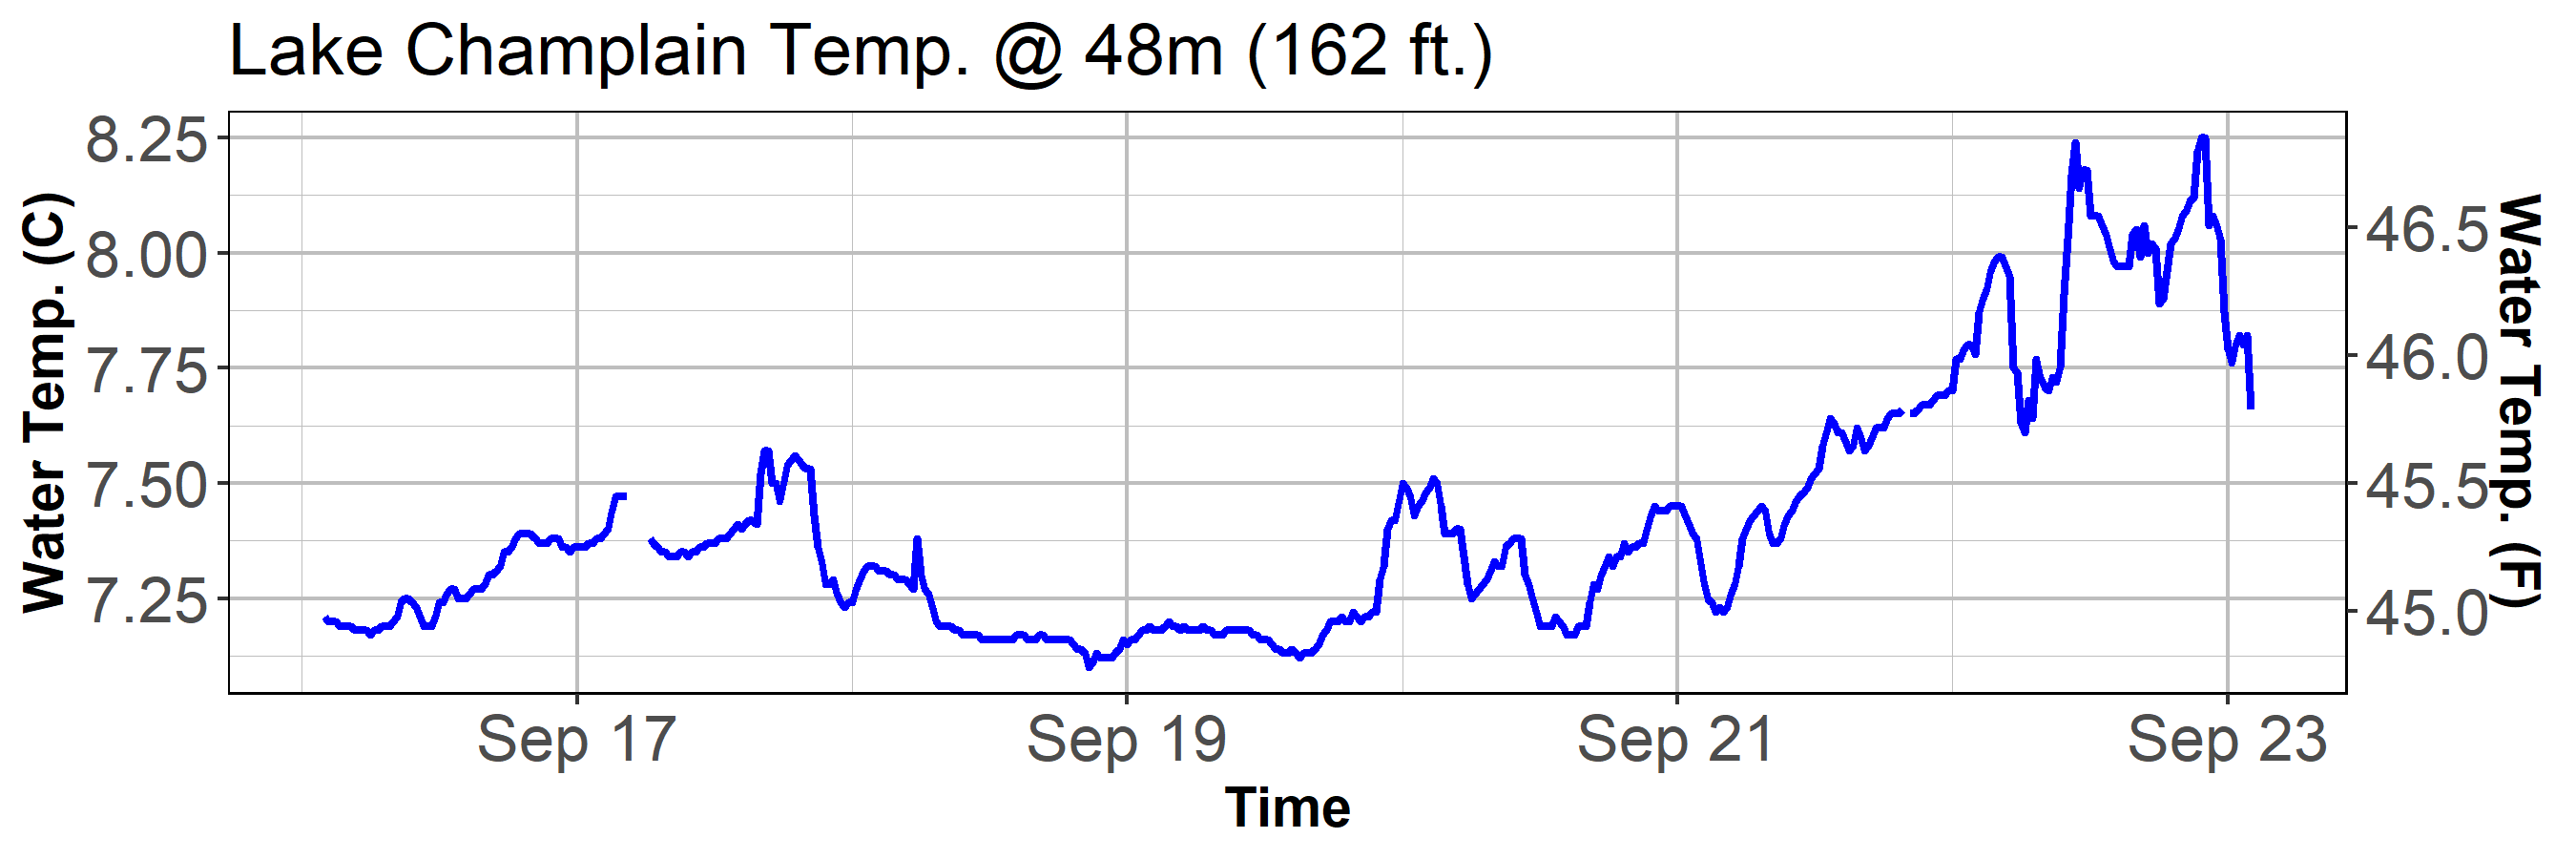 Lake Champlain Temp. @ 48m (162 ft.)
Water Temp. (C)
8.25
8.00
7.75
7.50
7.25
46.5
46.0
45.5
45.0
Water Temp. (F)
Sep 17 Sep 19 Sep 21 Sep 23
Time